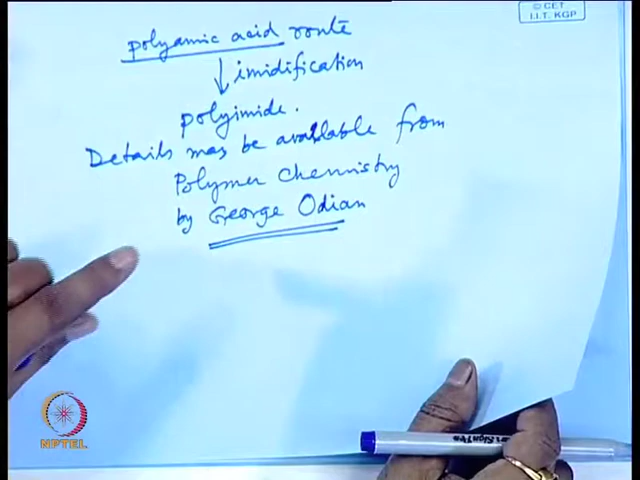 © CET
I.I.T. KGP
polyamic acid route
imidification
polyimide.
Details may be available from
Polymer chemistry
by George Odian
NPTEL